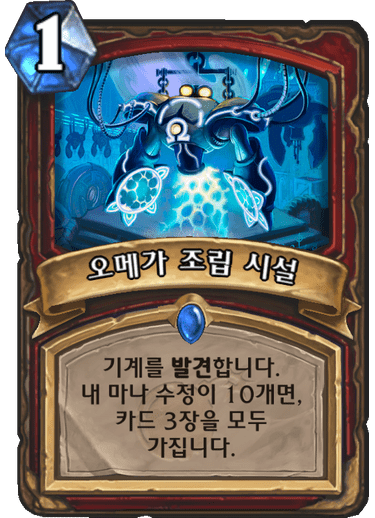 1
오메가 조립 시설
Ω
기계를 발견합니다.
내 마나 수정이 10개면,
카드 3장을 모두
가집니다.